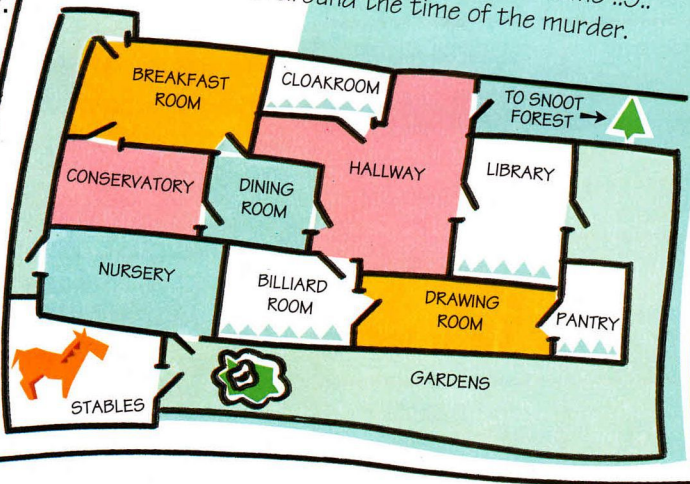 around the time of the murder.
BREAKFAST
ROOM
CLOAKROOM
TO SNOOT
FOREST
CONSERVATORY
DINING
ROOM
HALLWAY
LIBRARY
NURSERY
BILLIARD
ROOM
DRAWING
ROOM
PANTRY
GARDENS
STABLES